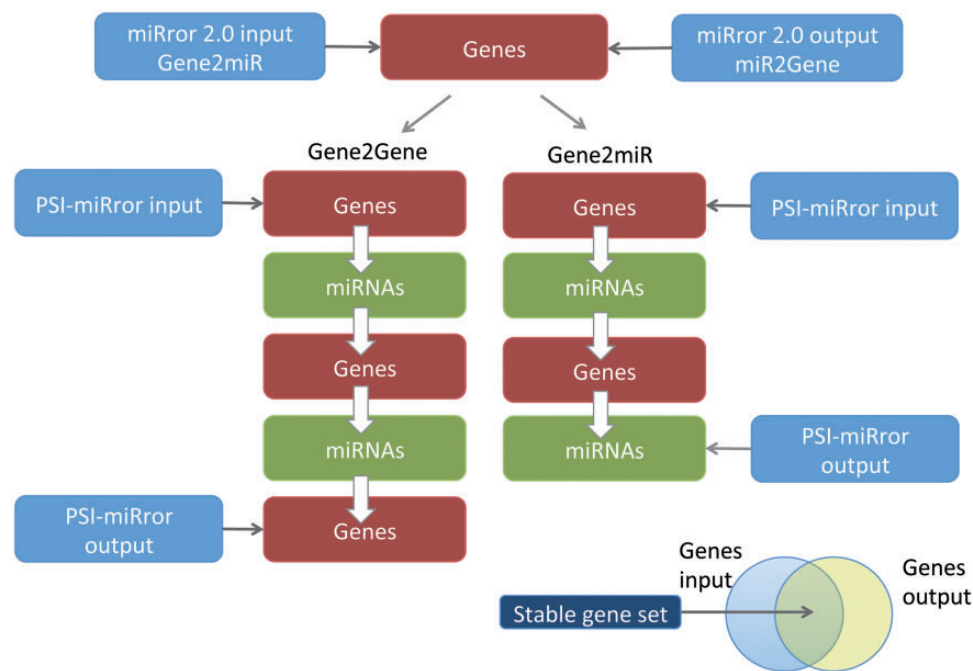 miRror 2.0 input
Gene2miR
Genes
miRror 2.0 output
miR2Gene
Gene2Gene
Gene2miR
PSI-miRror input
Genes
Genes
PSI-miRror input
miRNAs
miRNAs
Genes
Genes
miRNAs
miRNAs
PSI-miRror
output
PSI-miRror
output
Genes
Genes
input
Genes
output
Stable gene set